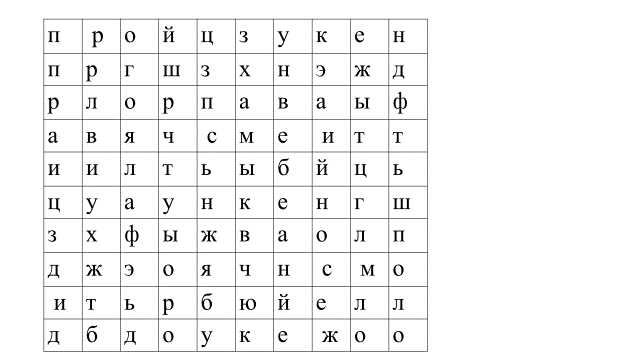 п р о й ц з у к е н
п р г ш з х н э ж д
р л о р п а в а ы ф
а в я ч с м е и т т
и и л т ь ы б й ц ь
ц у а у н к е н г ш
з х ф ы ж в а о л п
д ж э о я ч н с м о
и т ь р б ю й е л л
д б д о у к е ж о о